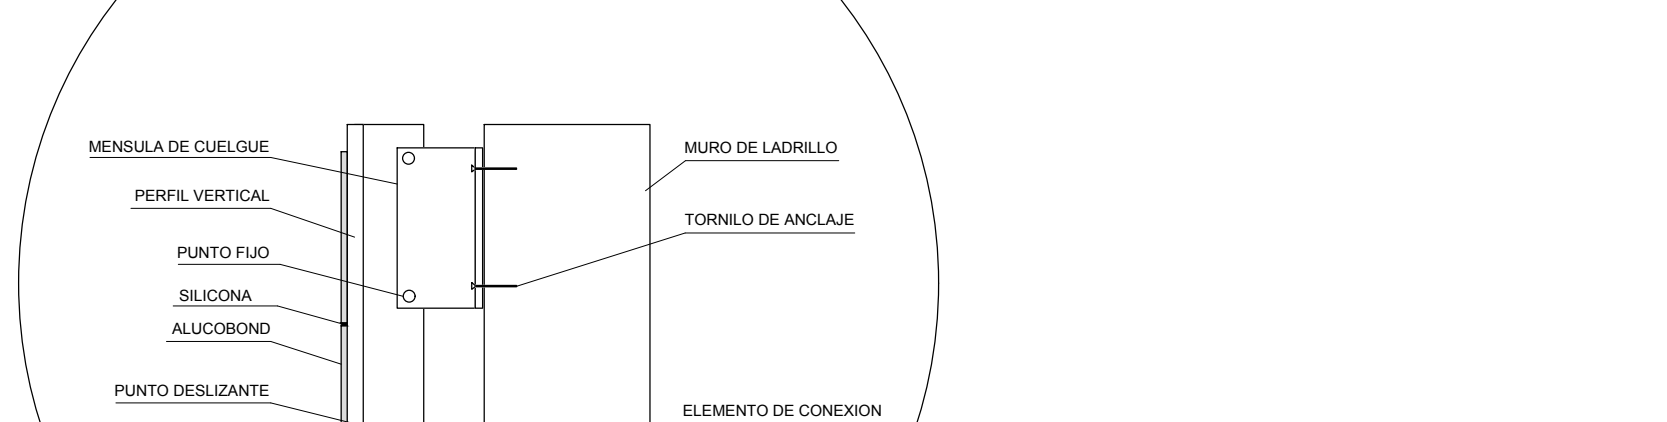 MENSULA DE CUELGUE
PERFIL VERTICAL
PUNTO FIJO
SILICONA
ALUCOBOND
PUNTO DESLIZANTE
MURO DE LADRILLO
TORNILO DE ANCLAJE
ELEMENTO DE CONEXION